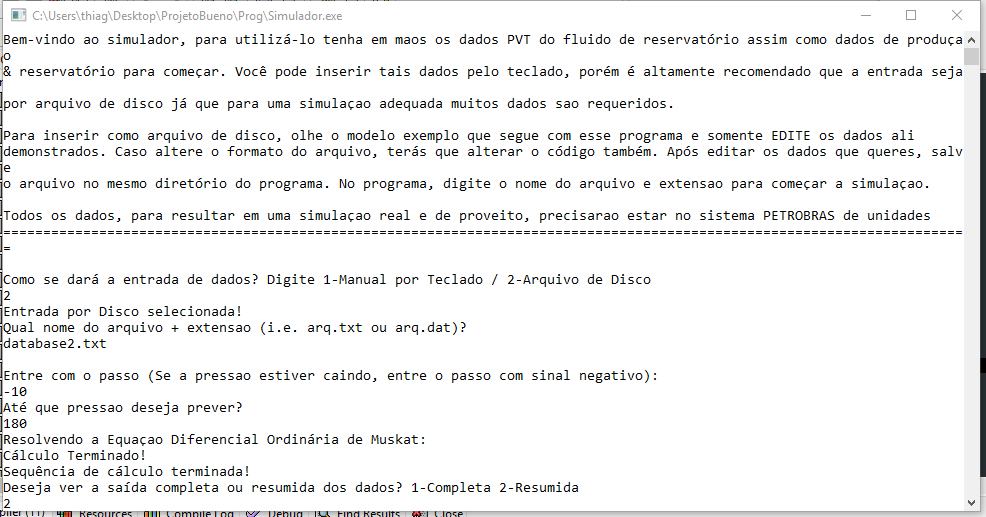 C:\Users\thiag\Desktop\ProjetoBueno\Prog\Simulador.exe
Bem-vindo ao simulador, para utilizá-lo tenha em maos os dados PVT do fluido de reservatório assim como dados de produça
o
& reservatório para começar. Você pode inserir tais dados pelo teclado, porém é altamente recomendado que a entrada seja
por arquivo de disco já que para uma simulaçao adequada muitos dados sao requeridos.
Para inserir como arquivo de disco, olhe o modelo exemplo que segue com esse programa e somente EDITE os dados ali
demonstrados. Caso altere o formato do arquivo, terás que alterar o código também. Após editar os dados que queres, salv
e
o arquivo no mesmo diretório do programa. No programa, digite o nome do arquivo e extensao para começar a simulaçao.
Todos os dados, para resultar em uma simulaçao real e de proveito, precisarao estar no sistema PETROBRAS de unidades
========================================================================================================================
=
Como se dará a entrada de dados? Digite 1-Manual por Teclado / 2-Arquivo de Disco
2
Entrada por Disco selecionada!
Qual nome do arquivo + extensao (i.e. arq.txt ou arq.dat)?
database2.txt
Entre com o passo (Se a pressao estiver caindo, entre o passo com sinal negativo):
-10
Até que pressao deseja prever?
180
Resolvendo a Equaçao Diferencial Ordinária de Muskat:
Cálculo Terminado!
Sequência de cálculo terminada!
Deseja ver a saída completa ou resumida dos dados? 1-Completa 2-Resumida
2
Resources Compile Log Debug Find Results Close